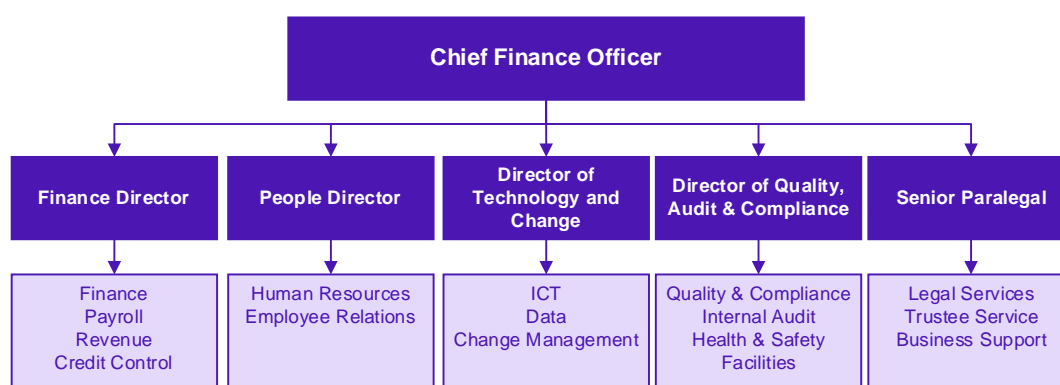 Chief Finance Officer
Finance Director
People Director
Director of
Technology and
Change
Director of Quality,
Audit & Compliance
Senior Paralegal
Finance
Payroll
Revenue
Credit Control
Human Resources
Employee Relations
ICT
Data
Change Management
Quality & Compliance
Internal Audit
Health & Safety
Facilities
Legal Services
Trustee Service
Business Support